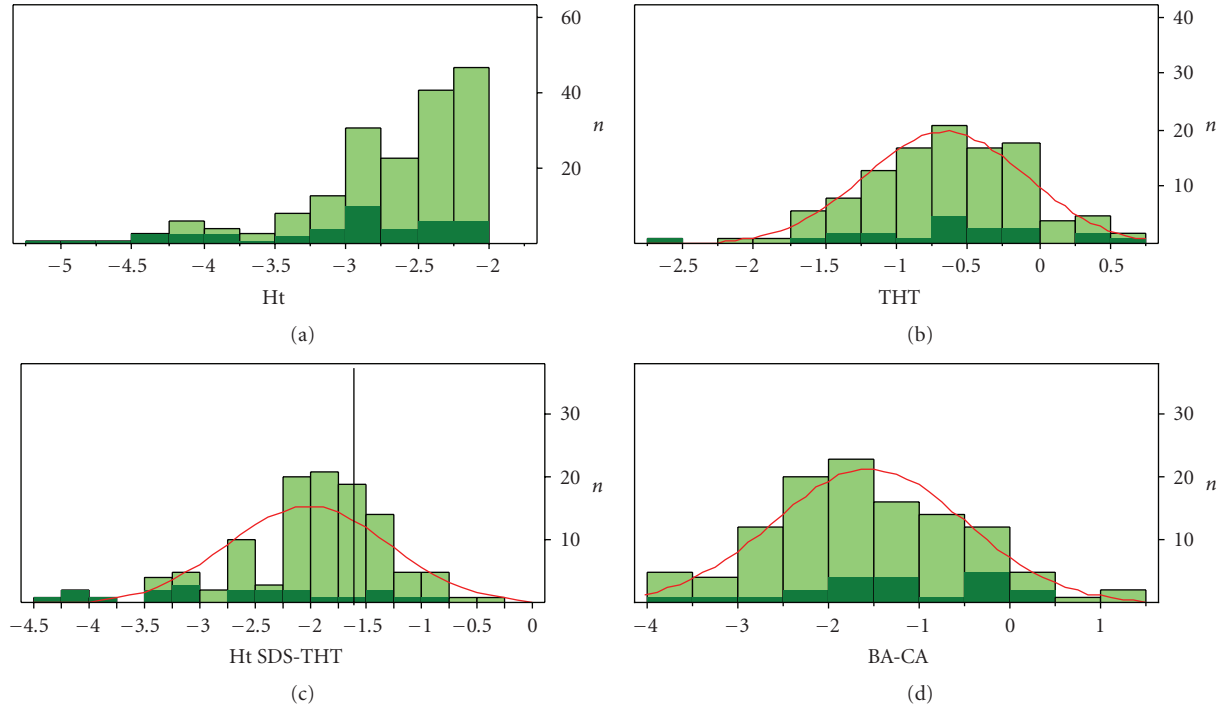 60
40
20
n
−5 −4.5 −4 −3.5 −3 −2.5 −2
Ht
(a)
40
30
20
10
n
−2.5 −2 −1.5 −1 −0.5 0 0.5
THT
(b)
30
20
10
n
−4.5 −4 −3.5 −3 −2.5 −2 −1.5 −1 −0.5 0
Ht SDS-THT
(c)
30
20
10
n
−4 −3 −2 −1 0 1
BA-CA
(d)